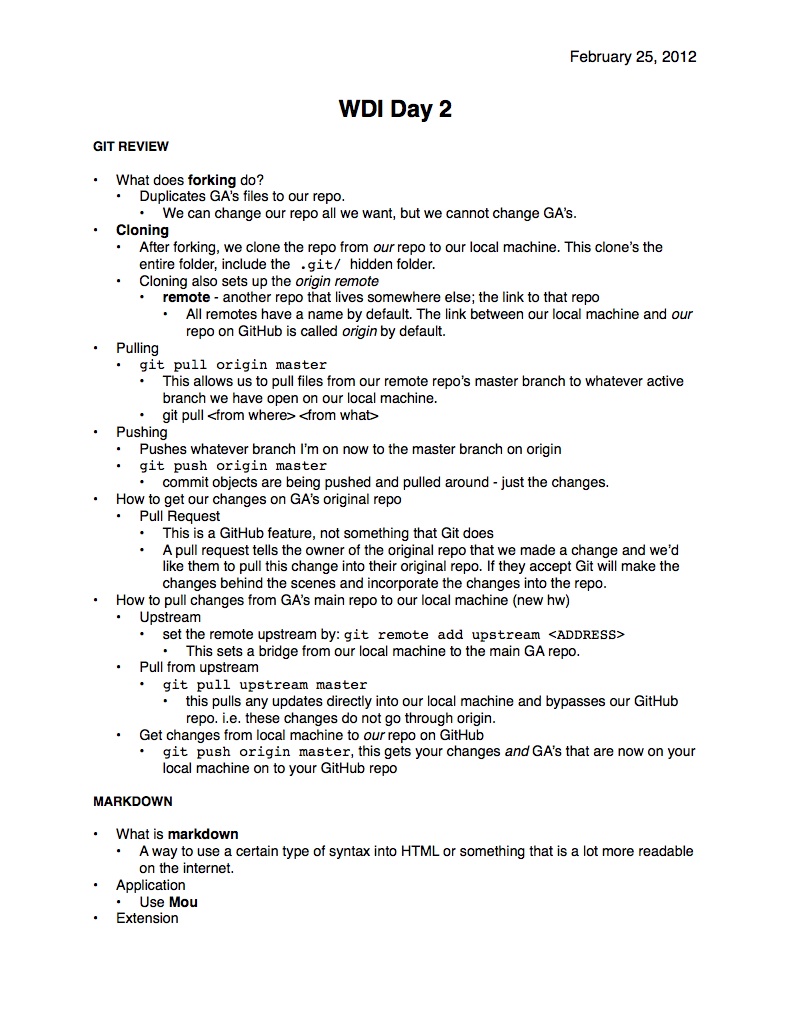 February 25, 2012
WDI Day 2
GIT REVIEW
• What does forking do?
• Duplicates GA's files to our repo.
• We can change our repo all we want, but we cannot change GA's.
• Cloning
• After forking, we clone the repo from our repo to our local machine. This clone's the
entire folder, include the .git/ hidden folder.
• Cloning also sets up the origin remote
• remote - another repo that lives somewhere else; the link to that repo
• All remotes have a name by default. The link between our local machine and our
repo on GitHub is called origin by default.
• Pulling
• git pull origin master
• This allows us to pull files from our remote repo's master branch to whatever active
branch we have open on our local machine.
• git pull <from where> <from what>
• Pushing
• Pushes whatever branch I'm on now to the master branch on origin
• git push origin master
• commit objects are being pushed and pulled around - just the changes.
• How to get our changes on GA's original repo
• Pull Request
• This is a GitHub feature, not something that Git does
• A pull request tells the owner of the original repo that we made a change and we'd
like them to pull this change into their original repo. If they accept Git will make the
changes behind the scenes and incorporate the changes into the repo.
• How to pull changes from GA's main repo to our local machine (new hw)
• Upstream
• set the remote upstream by: git remote add upstream <ADDRESS>
• This sets a bridge from our local machine to the main GA repo.
• Pull from upstream
• git pull upstream master
• this pulls any updates directly into our local machine and bypasses our GitHub
repo. i.e. these changes do not go through origin.
• Get changes from local machine to our repo on GitHub
• git push origin master, this gets your changes and GA's that are now on your
local machine on to your GitHub repo
MARKDOWN
• What is markdown
• A way to use a certain type of syntax into HTML or something that is a lot more readable
on the internet.
• Application
• Use Mou
• Extension